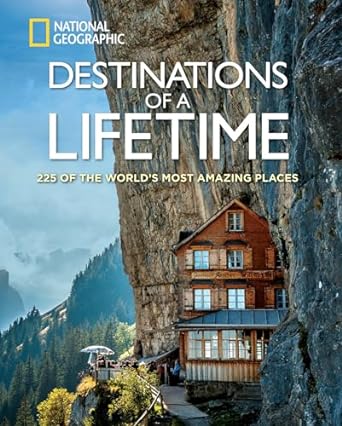 NATIONAL
GEOGRAPHIC
DESTINATIONS
OF A
LIFETIME
225 OF THE WORLD'S MOST AMAZING PLACES